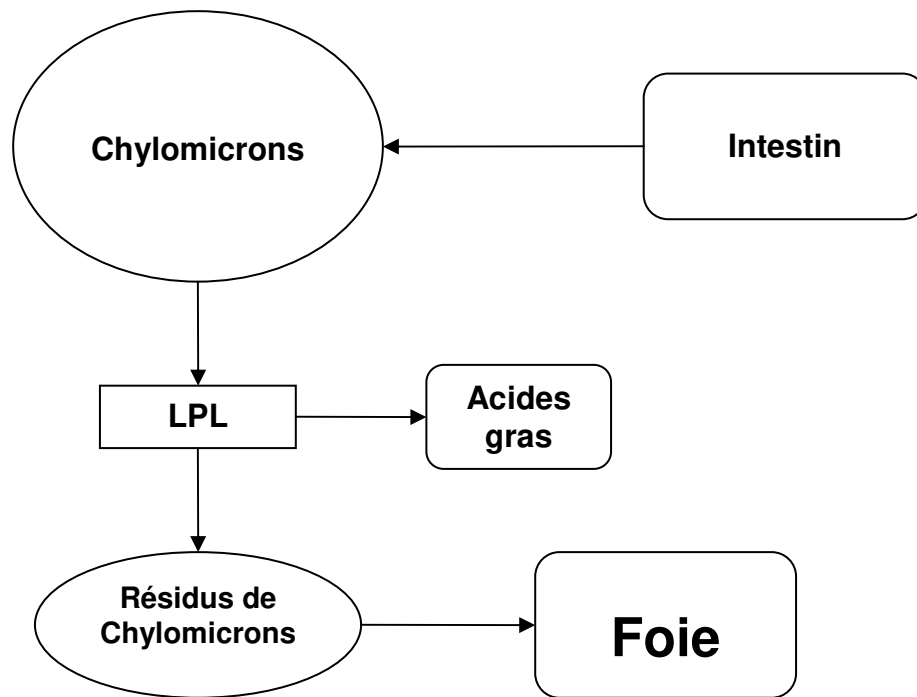 Chylomicrons
Intestin
LPL
Acides
gras
Résidus de
Chylomicrons
Foie